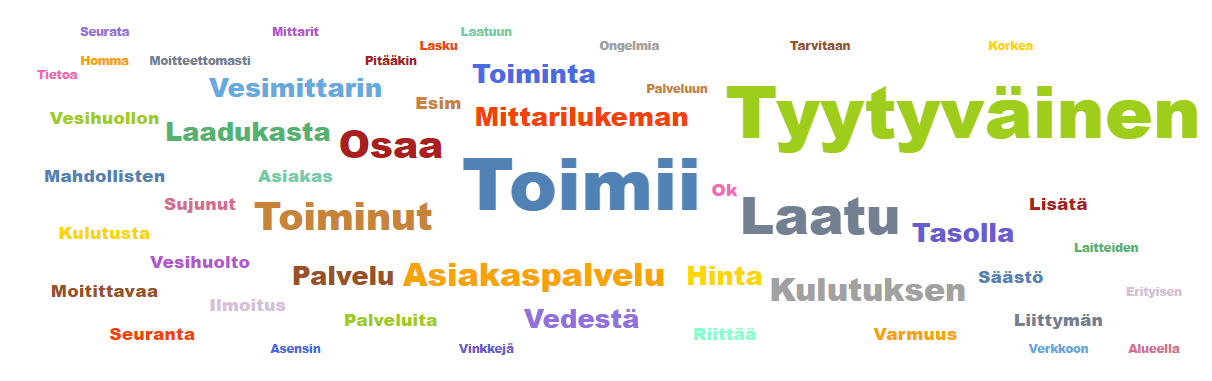 Seurata Mittarit Laatuun
Lasku Ongelmia Tarvitaan Korkea
Homma Moitteettomasti Pitääkin
Tietoa Toiminta
Vesimittarin Palveluun
Esim
Vesihuollon Mittarilukeman Tyytyväinen
Laadukasta Osaa
Mahdollisten Asiakas Toimii Ok
Sujunut Toiminut Laatu Lisätä
Kulutusta Tasolla
Laitteiden
Vesihuolto Palvelu Asiakaspalvelu Hinta Säästö
Moitittavaa Kulutuksen Erityisen
Ilmoitus
Palveluita Vedestä Liittymän
Seuranta Riittää Varmuus
Asensin Vinkkejä Verkkoon Alueella